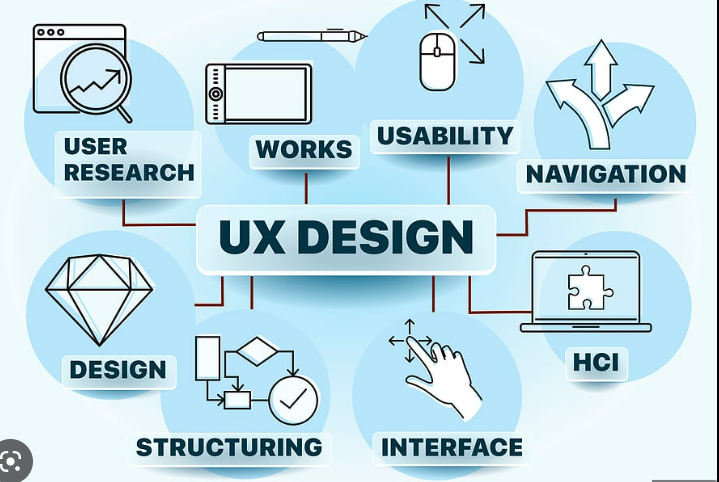 USER
RESEARCH
WORKS
USABILITY
NAVIGATION
UX DESIGN
DESIGN
HCI
STRUCTURING
INTERFACE